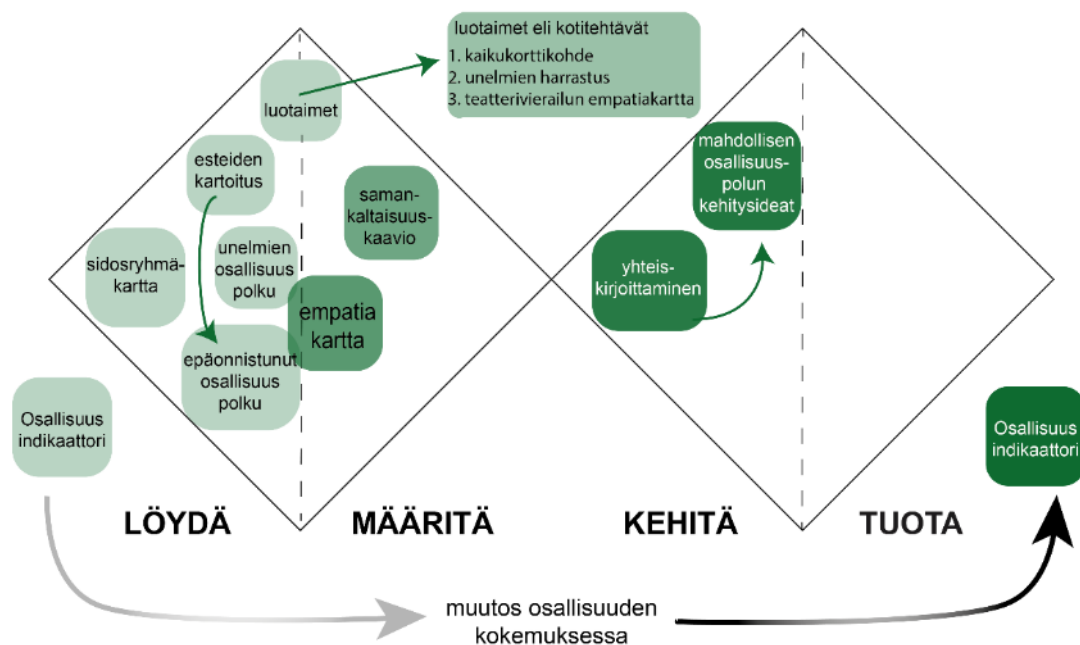 luotaimet eli kotitehtävät
1. kaikukorttikohde
2. unelmien harrastus
3. teatterivierailun empatiakartta
luotaimet
esteiden
kartoitus
saman-
kaltaisuus-
kaavio
sidosryhmä-
kartta
unelmien
osallisuus
polku
empatia
kartta
epäonnistunut
osallisuus
polku
mahdollisen
osallisuus-
polun
kehitysideat
yhteis-
kirjoittaminen
Osallisuus
indikaattori
Osallisuus
indikaattori
LÖYDÄ
MÄÄRITÄ
KEHITÄ
TUOTA
muutos osallisuuden
kokemuksessa